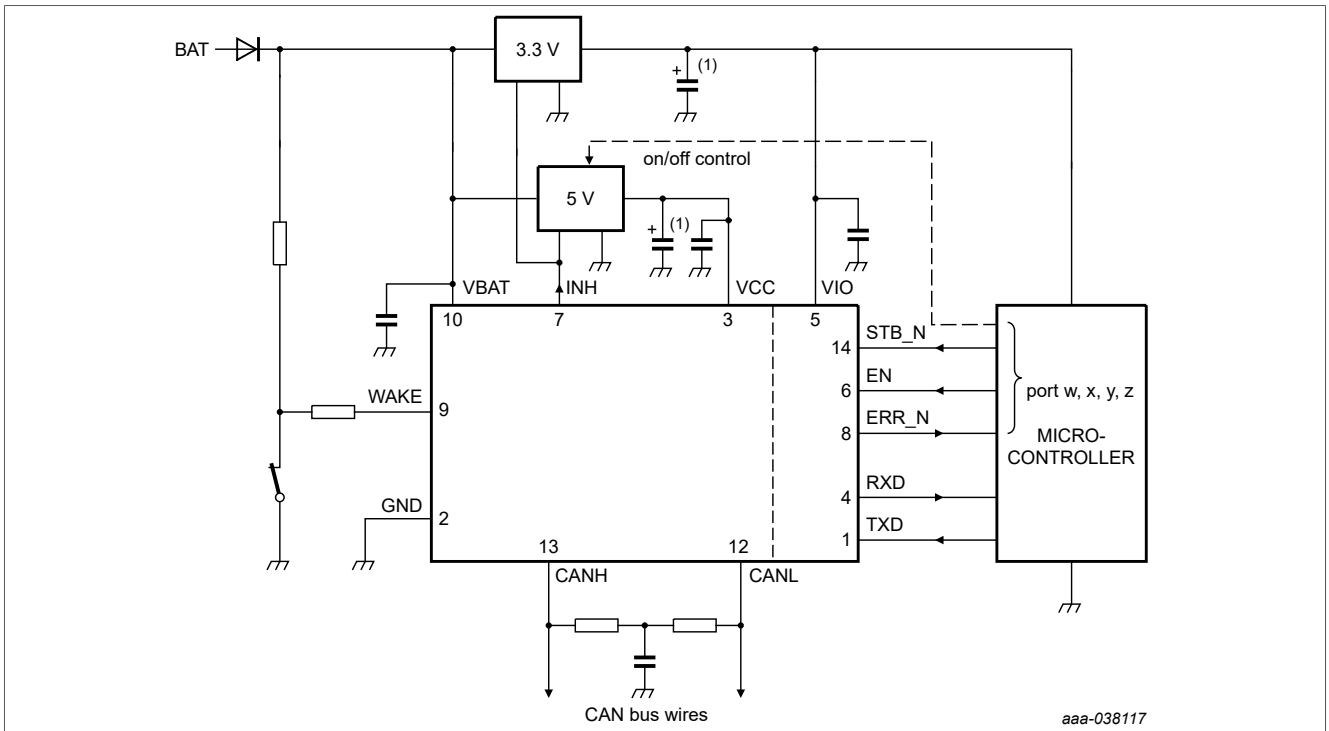 BAT
3.3 V
+
(1)
on/off control
5 V
+
(1)
VBAT
INH
VCC
VIO
10
7
3
5
STB_N
14
EN
6
port w, x, y, z
WAKE
9
ERR_N
8
MICRO-
CONTROLLER
RXD
4
GND
2
TXD
1
13
12
CANH
CANL
CAN bus wires
aaa-038117